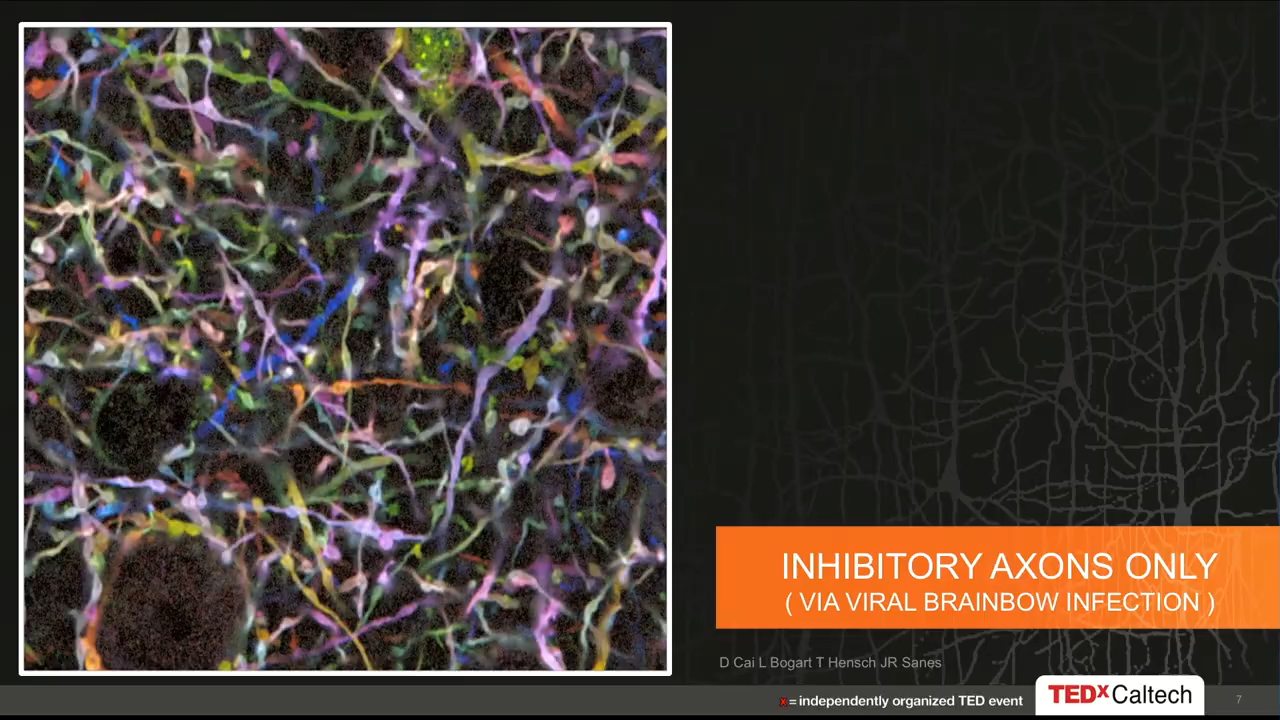 INHIBITORY AXONS ONLY
( VIA VIRAL BRAINBOW INFECTION )
D Cai L Bogart T Hensch JR Sanes
x = independently organized TED event
TEDxCaltech
7